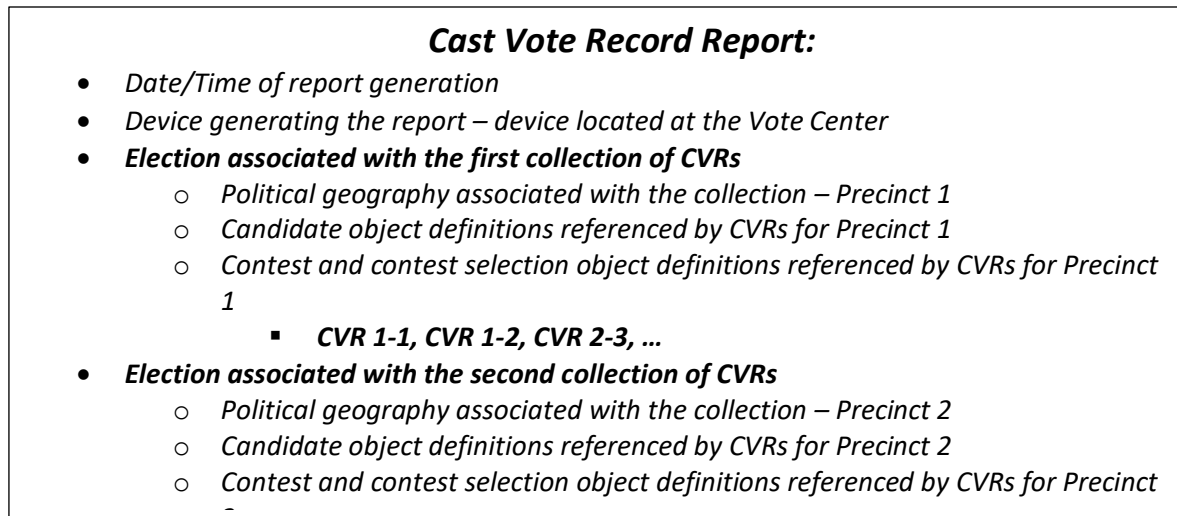 Cast Vote Record Report:
• Date/Time of report generation
• Device generating the report – device located at the Vote Center
• Election associated with the first collection of CVRs
o Political geography associated with the collection – Precinct 1
o Candidate object definitions referenced by CVRs for Precinct 1
o Contest and contest selection object definitions referenced by CVRs for Precinct
1
▪ CVR 1-1, CVR 1-2, CVR 2-3, …
• Election associated with the second collection of CVRs
o Political geography associated with the collection – Precinct 2
o Candidate object definitions referenced by CVRs for Precinct 2
o Contest and contest selection object definitions referenced by CVRs for Precinct